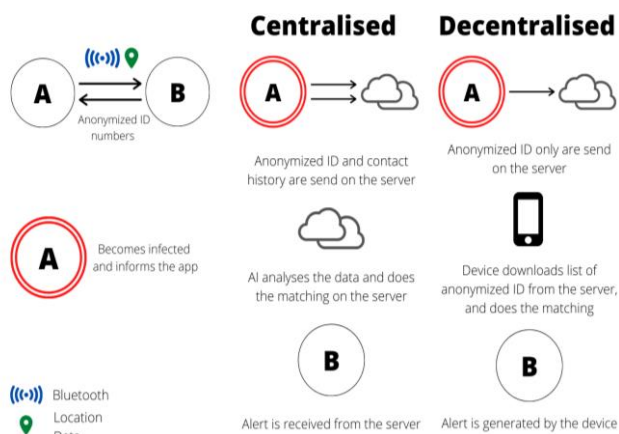 Centralised
Decentralised
A
B
Anonymized ID
numbers
A
A
Anonymized ID and contact
history are send on the server
Anonymized ID only are send
on the server
A
Becomes infected
and informs the app
AI analyses the data and does
the matching on the server
Device downloads list of
anonymized ID from the server,
and does the matching
B
B
Bluetooth
Location
Alert is received from the server
Alert is generated by the device